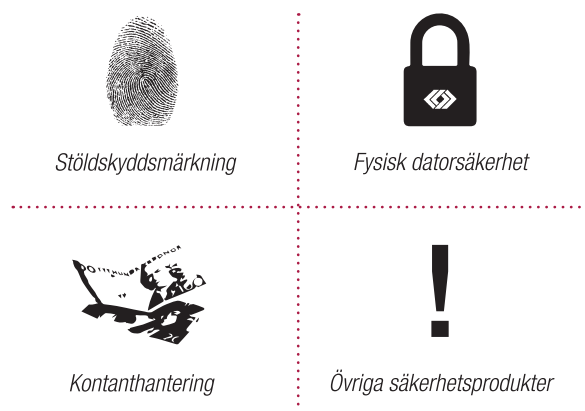 Stöldskyddsmärkning
Fysisk datorsäkerhet
Kontanthantering
Övriga säkerhetsprodukter